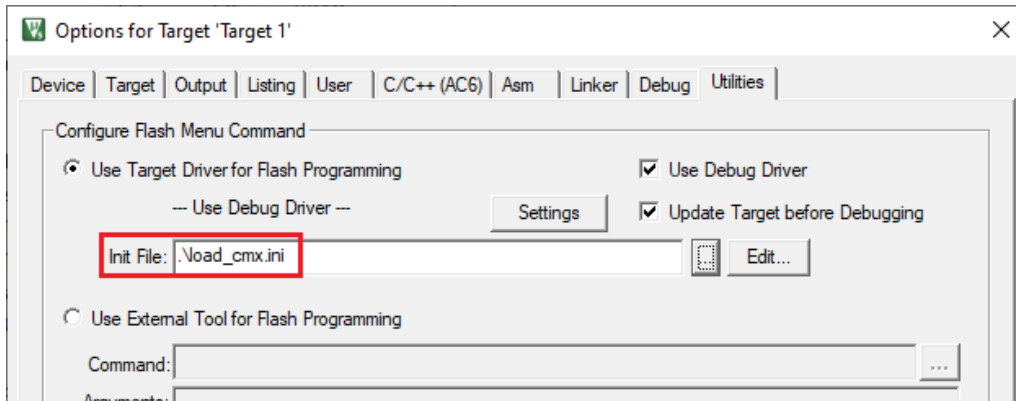 Options for Target 'Target 1'
Device Target Output Listing User C/C++ (AC6) Asm Linker Debug Utilities
Configure Flash Menu Command
Use Target Driver for Flash Programming Use Debug Driver
--- Use Debug Driver --- Settings Update Target before Debugging
Init File: .\load_cmx.ini ... Edit...
Use External Tool for Flash Programming
Command: ...
Arguments: